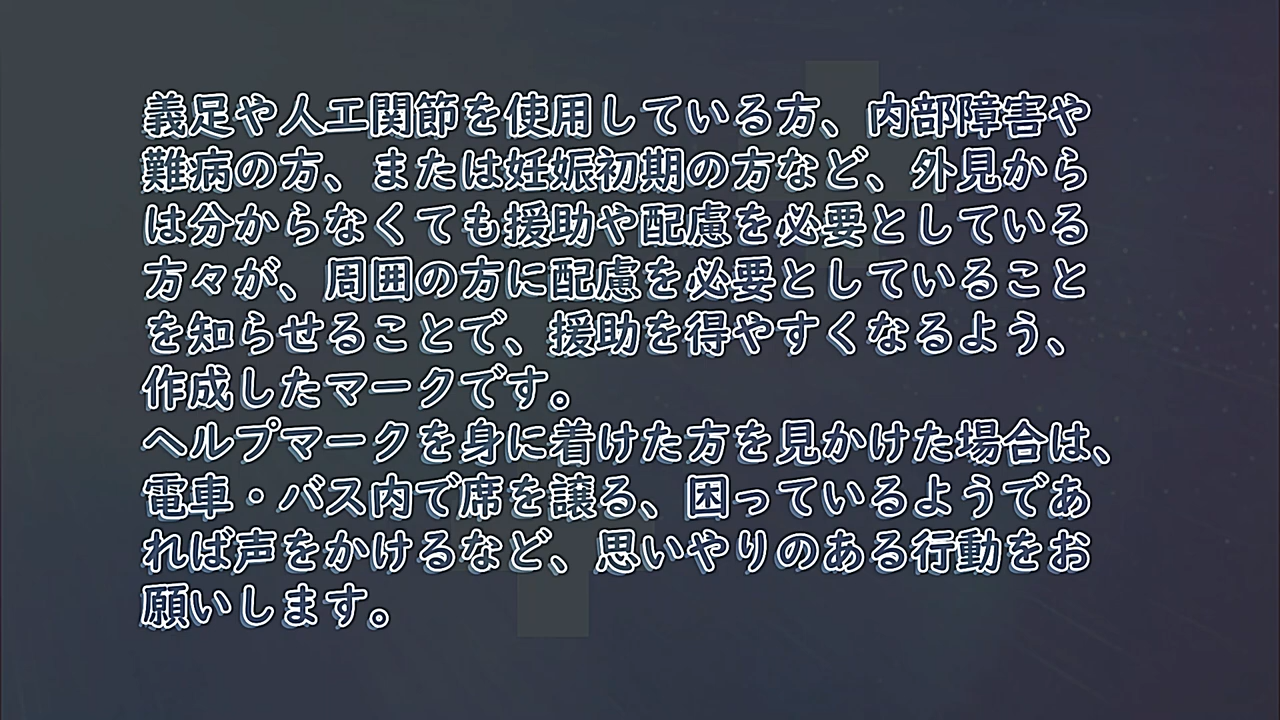 義足や人工関節を使用している方、内部障害や
難病の方、または妊娠初期の方など、外見から
は分からなくても援助や配慮を必要としている
方々が、周囲の方に配慮を必要としていること
を知らせることで、援助を得やすくなるよう、
作成したマークです。
ヘルプマークを身に着けた方を見かけた場合は、
電車・バス内で席を譲る、困っているようであ
れば声をかけるなど、思いやりのある行動をお
願いします。